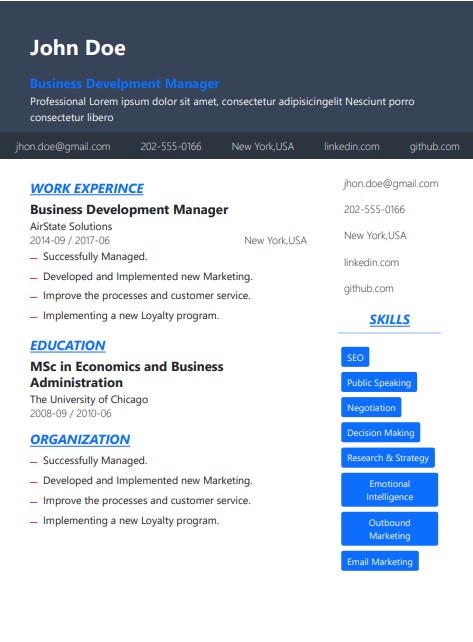 John Doe
Business Develpment Manager
Professional Lorem ipsum dolor sit amet, consectetur adipisicingelit Nesciunt porro
consectetur libero
jhon.doe@gmail.com 202-555-0166 New York,USA linkedin.com github.com
WORK EXPERINCE
Business Development Manager
AirState Solutions
2014-09 / 2017-06 New York,USA
Successfully Managed.
Developed and Implemented new Marketing.
Improve the processes and customer service.
Implementing a new Loyalty program.
EDUCATION
MSc in Economics and Business
Administration
The University of Chicago
2008-09 / 2010-06
ORGANIZATION
Successfully Managed.
Developed and Implemented new Marketing.
Improve the processes and customer service.
Implementing a new Loyalty program.
jhon.doe@gmail.com
202-555-0166
New York,USA
linkedin.com
github.com
SKILLS
SEO
Public Speaking
Negotiation
Decision Making
Research & Strategy
Emotional
Intelligence
Outbound
Marketing
Email Marketing